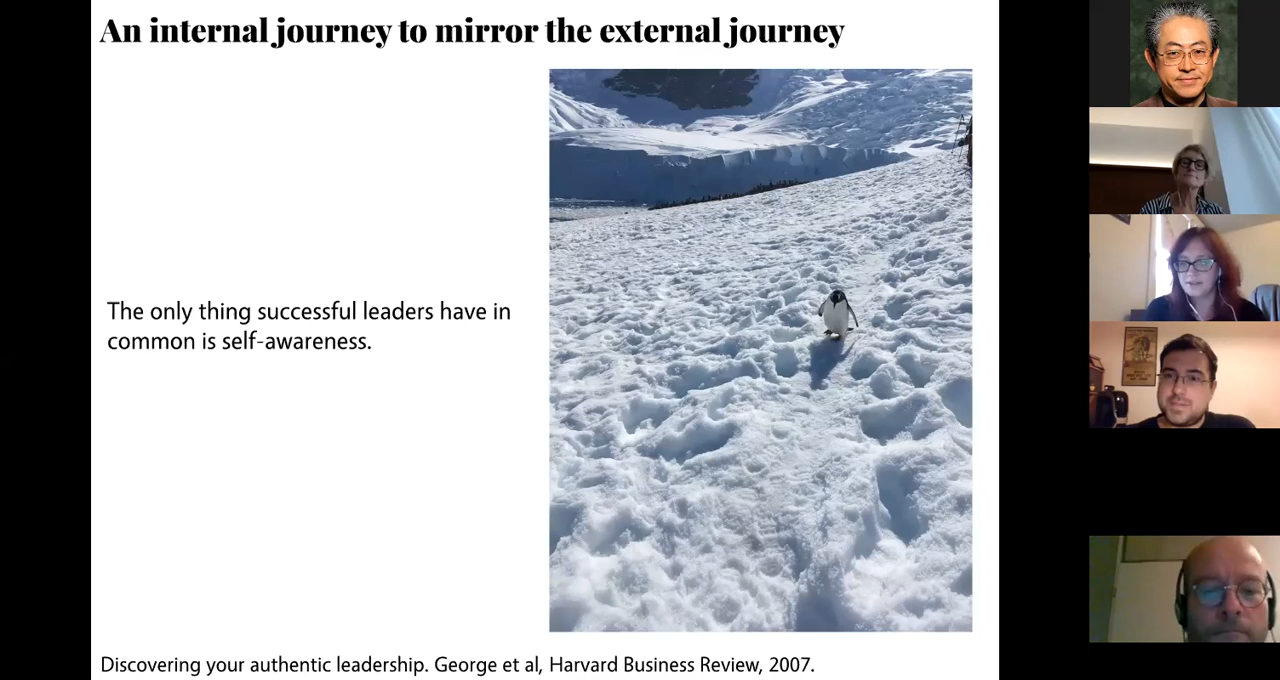 An internal journey to mirror the external journey
The only thing successful leaders have in
common is self-awareness.
Discovering your authentic leadership. George et al, Harvard Business Review, 2007.